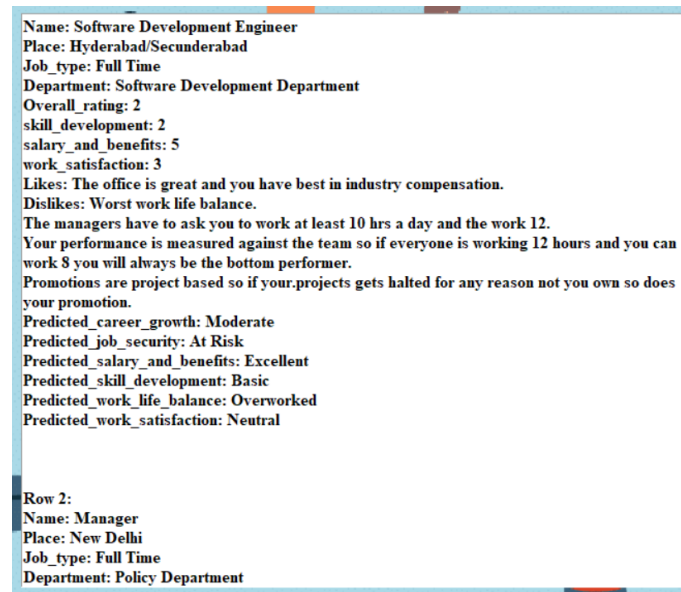 Name: Software Development Engineer
Place: Hyderabad/Secunderabad
Job_type: Full Time
Department: Software Development Department
Overall_rating: 2
skill_development: 2
salary_and_benefits: 5
work_satisfaction: 3
Likes: The office is great and you have best in industry compensation.
Dislikes: Worst work life balance.
The managers have to ask you to work at least 10 hrs a day and the work 12.
Your performance is measured against the team so if everyone is working 12 hours and you can
work 8 you will always be the bottom performer.
Promotions are project based so if your.projects gets halted for any reason not you own so does
your promotion.
Predicted_career_growth: Moderate
Predicted_job_security: At Risk
Predicted_salary_and_benefits: Excellent
Predicted_skill_development: Basic
Predicted_work_life_balance: Overworked
Predicted_work_satisfaction: Neutral
Row 2:
Name: Manager
Place: New Delhi
Job_type: Full Time
Department: Policy Department